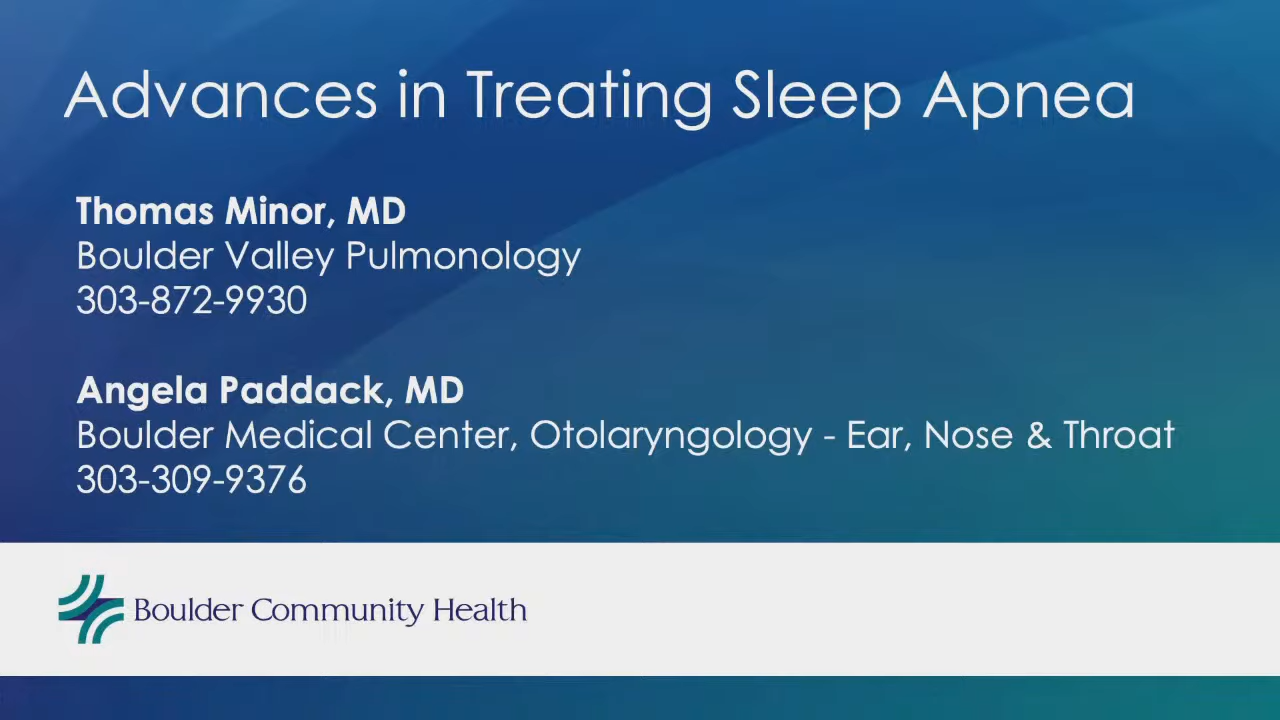 Advances in Treating Sleep Apnea
Thomas Minor, MD
Boulder Valley Pulmonology
303-872-9930
Angela Paddack, MD
Boulder Medical Center, Otolaryngology - Ear, Nose & Throat
303-309-9376
Boulder Community Health